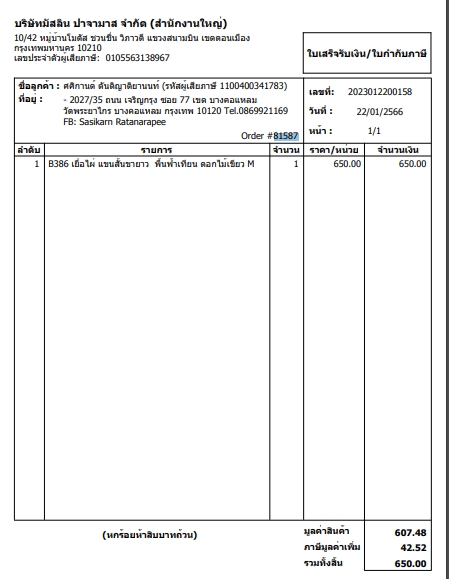 บริษัทมัสลิน ปาจามาส จำกัด (สำนักงานใหญ่)
10/42 หมู่บ้านโมดัส ชวนชื่น วิภาวดี แขวงสนามบิน เขตดอนเมือง
กรุงเทพมหานคร 10210
เลขประจำตัวผู้เสียภาษี: 0105563138967
ใบเสร็จรับเงิน/ใบกำกับภาษี
ชื่อลูกค้า : ศศิกานต์ ตันติญาติยานนท์ (รหัสผู้เสียภาษี 1100400341783)
ที่อยู่ : - 2027/35 ถนน เจริญกรุง ซอย 77 เขต บางคอแหลม
วัดพระยาไกร บางคอแหลม กรุงเทพ 10120 Tel.0869921169
FB: Sasikarn Ratanarapee
Order #81587
เลขที่: 2023012200158
วันที่ : 22/01/2566
หน้า : 1/1
ลำดับ รายการ จำนวน ราคา/หน่วย จำนวนเงิน
1 B386 เยื่อไผ่ แขนสั้นขายาว พื้นฟ้าเทียน ดอกไม้เขียว M 1 650.00 650.00
(หกร้อยห้าสิบบาทถ้วน)
มูลค่าสินค้า 607.48
ภาษีมูลค่าเพิ่ม 42.52
รวมทั้งสิ้น 650.00